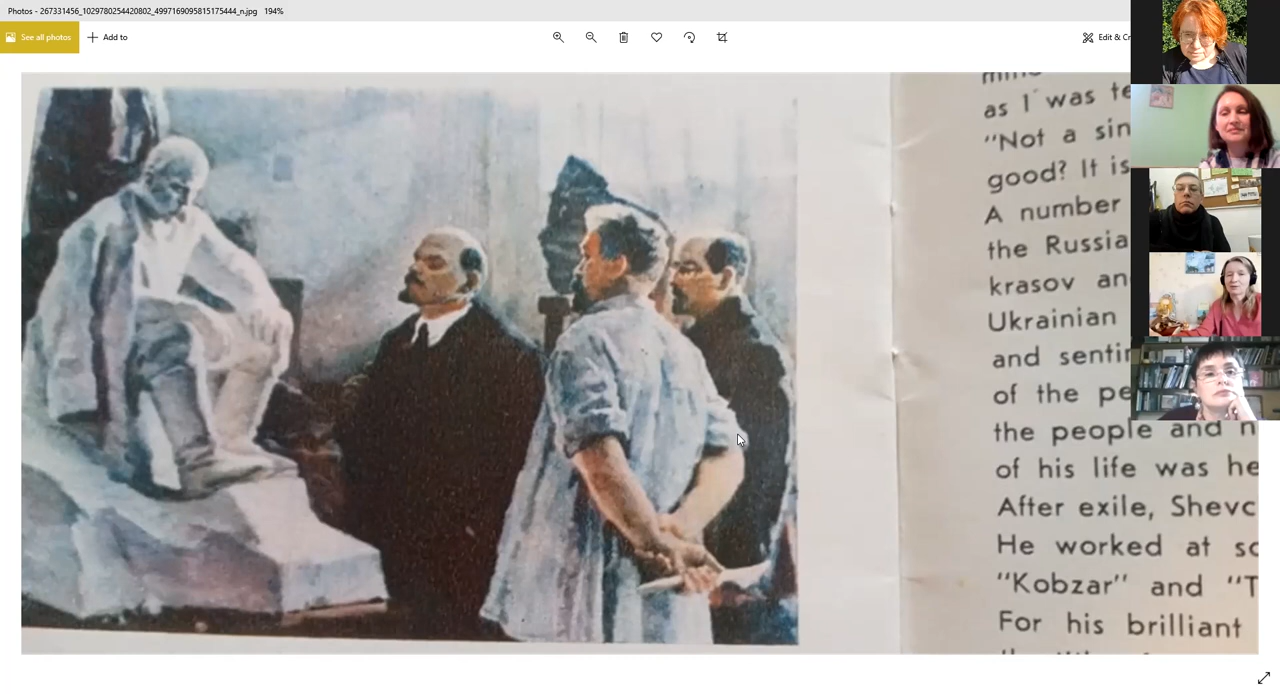 Photos - 267331456_1029780254420802_4997169095815175444_n.jpg 194%
See all photos
Add to
Edit & Cr
as I was te
"Not a sin
good? It is
A number
the Russia
krasov an
Ukrainian
and sentir
of the pe
the people and n
of his life was he
After exile, Shevc
He worked at sc
"Kobzar" and "T
For his brilliant